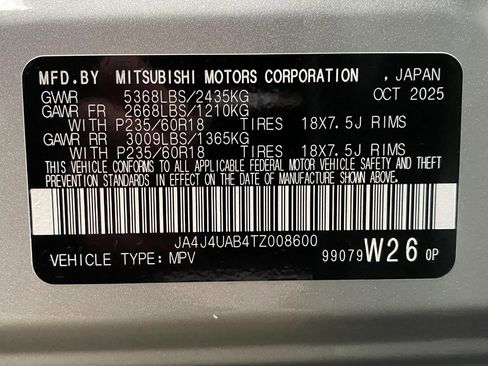 MFD.BY MITSUBISHI MOTORS CORPORATION , JAPAN
GVWR 5368LBS/2435KG OCT 2025
GAWR FR 2668LBS/1210KG
WITH P235/60R18 TIRES 18X7.5J RIMS
GAWR RR 3009LBS/1365KG
WITH P235/60R18 TIRES 18X7.5J RIMS
THIS VEHICLE CONFORMS TO ALL APPLICABLE FEDERAL MOTOR VEHICLE SAFETY AND THEFT
PREVENTION STANDARDS IN EFFECT ON THE DATE OF MANUFACTURE SHOWN ABOVE.
JA4J4UAB4TZ008600
VEHICLE TYPE: MPV 99079 W26 0P